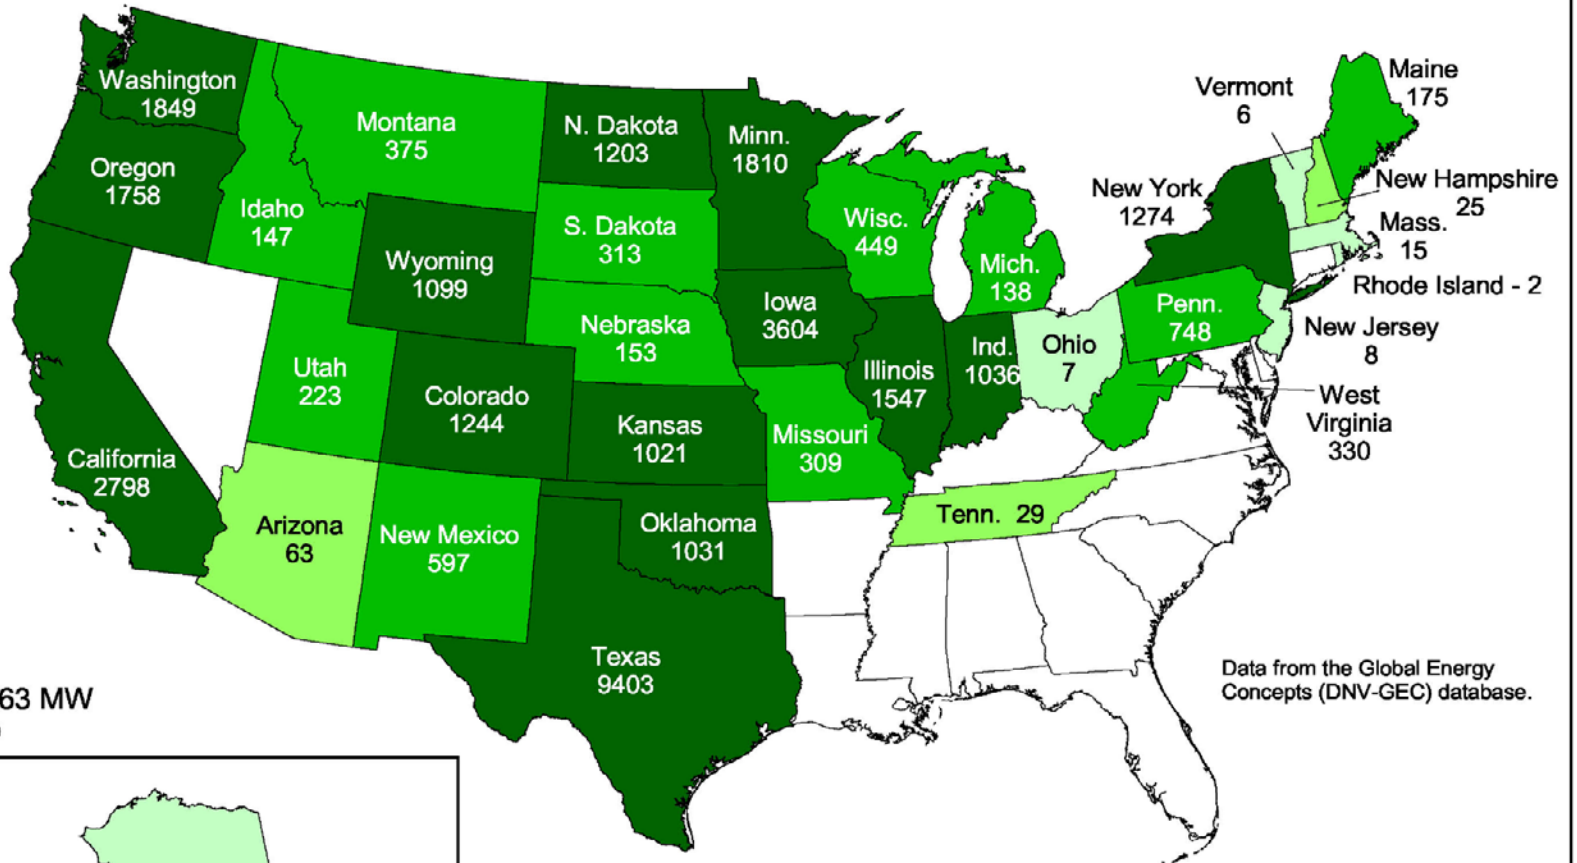 Washington
1849
Oregon
1758
California
2798
Idaho
147
Montana
375
Wyoming
1099
Utah
223
Colorado
1244
Arizona
63
New Mexico
597
N. Dakota
1203
S. Dakota
313
Nebraska
153
Kansas
1021
Oklahoma
1031
Texas
9403
Minn.
1810
Iowa
3604
Missouri
309
Wisc.
449
Illinois
1547
Mich.
138
Ind.
1036
Ohio
7
Tenn. 29
Penn.
748
New York
1274
Vermont
6
Maine
175
New Hampshire
25
Mass.
15
Rhode Island - 2
New Jersey
8
West
Virginia
330
Data from the Global Energy
Concepts (DNV-GEC) database.
63 MW